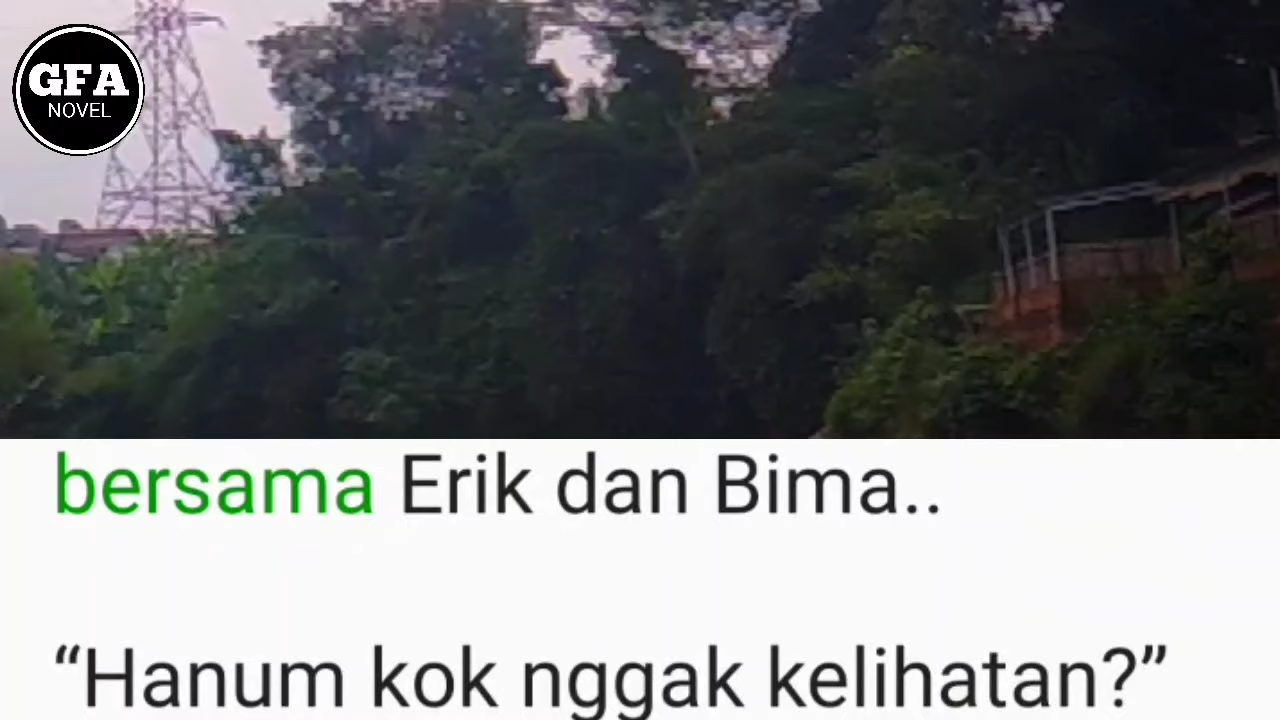 GFA
NOVEL
bersama Erik dan Bima..
“Hanum kok nggak kelihatan?”